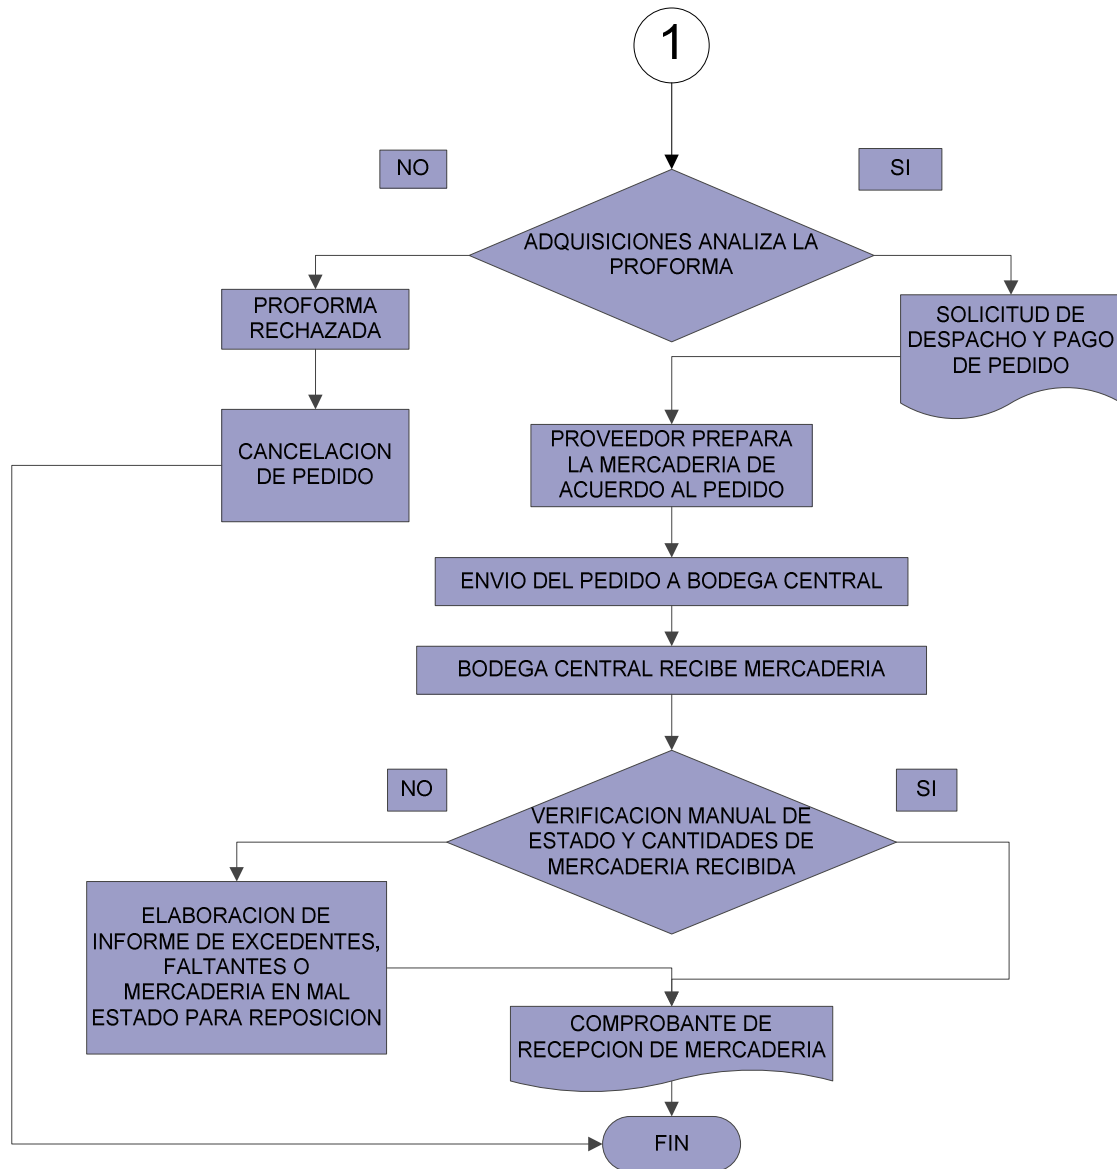 1
NO
SI
ADQUISICIONES ANALIZA LA
PROFORMA
PROFORMA
RECHAZADA
SOLICITUD DE
DESPACHO Y PAGO
DE PEDIDO
CANCELACION
DE PEDIDO
PROVEEDOR PREPARA
LA MERCADERIA DE
ACUERDO AL PEDIDO
ENVIO DEL PEDIDO A BODEGA CENTRAL
BODEGA CENTRAL RECIBE MERCADERIA
NO
SI
VERIFICACION MANUAL DE
ESTADO Y CANTIDADES DE
MERCADERIA RECIBIDA
ELABORACION DE
INFORME DE EXCEDENTES,
FALTANTES O
MERCADERIA EN MAL
ESTADO PARA REPOSICION
COMPROBANTE DE
RECEPCION DE MERCADERIA
FIN